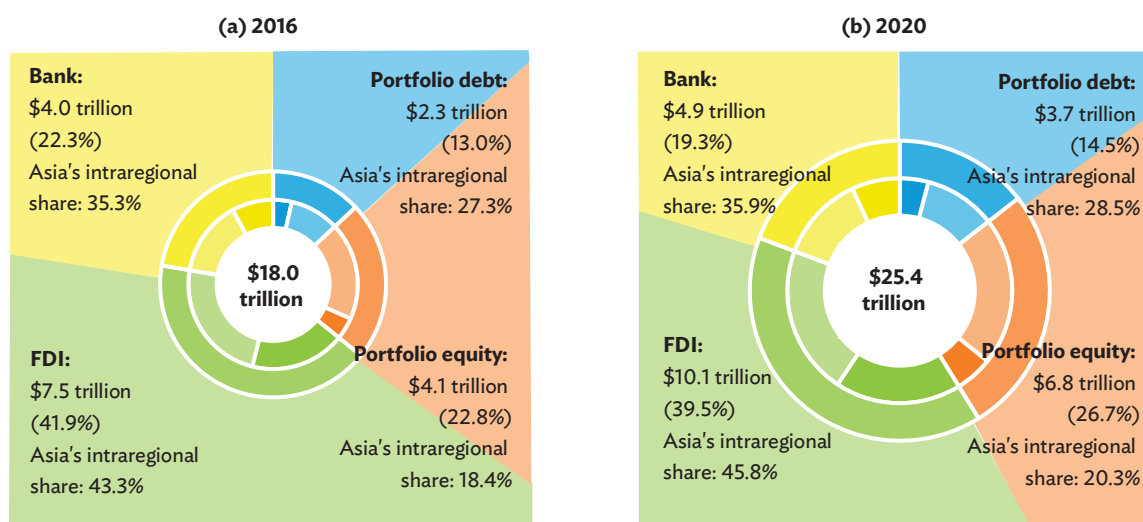 (a) 2016
Bank:
$4.0 trillion
(22.3%)
Asia's intraregional
share: 35.3%
Portfolio debt:
$2.3 trillion
(13.0%)
Asia's intraregional
share: 27.3%
$18.0
trillion
FDI:
$7.5 trillion
(41.9%)
Asia's intraregional
share: 43.3%
Portfolio equity:
$4.1 trillion
(22.8%)
Asia's intraregional
share: 18.4%
(b) 2020
Bank:
$4.9 trillion
(19.3%)
Asia's intraregional
share: 35.9%
Portfolio debt:
$3.7 trillion
(14.5%)
Asia's intraregional
share: 28.5%
$25.4
trillion
FDI:
$10.1 trillion
(39.5%)
Asia's intraregional
share: 45.8%
Portfolio equity:
$6.8 trillion
(26.7%)
Asia's intraregional
share: 20.3%